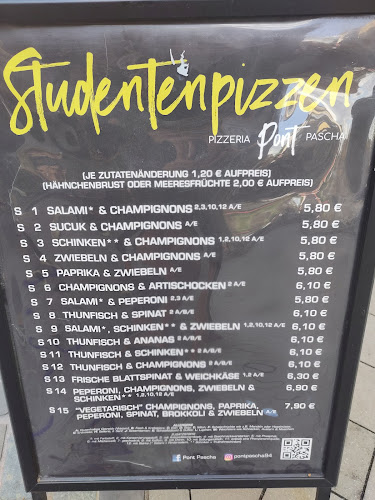 Studentenpizzen
PIZZERIA Pont PASCHA
(JE ZUTATENÄNDERUNG 1,20 € AUFPREIS)
(HÄHNCHENBRUST ODER MEERESFRÜCHTE 2,00 € AUFPREIS)
S 1 SALAMI* & CHAMPIGNONS 2,3,10,12 A/E 5,80 €
S 2 SUCUK & CHAMPIGNONS A/E 5,80 €
S 3 SCHINKEN** & CHAMPIGNONS 1,2,10,12 A/E 5,80 €
S 4 ZWIEBELN & CHAMPIGNONS A/E 5,80 €
S 5 PAPRIKA & ZWIEBELN A/E 5,80 €
S 6 CHAMPIGNONS & ARTISCHOCKEN 2 A/E 6,10 €
S 7 SALAMI* & PEPERONI 2,3 A/E 5,80 €
S 8 THUNFISCH & SPINAT 2 A/B/E 6,10 €
S 9 SALAMI*, SCHINKEN** & ZWIEBELN 1,2,10,12 A/E 6,10 €
S 10 THUNFISCH & ANANAS 2 A/B/E 6,10 €
S 11 THUNFISCH & SCHINKEN** 2 A/B/E 6,10 €
S 12 THUNFISCH & CHAMPIGNONS 2 A/B/E 6,10 €
S 13 FRISCHE BLATTSPINAT & WEICHKÄSE 1,2 A/E 6,30 €
S 14 PEPERONI, CHAMPIGNONS, ZWIEBELN & 6,90 €
SCHINKEN** 1,2,10,12 A/E
S 15 "VEGETARISCH" CHAMPIGNONS, PAPRIKA, 7,90 €
PEPERONI, SPINAT, BROKKOLI & ZWIEBELN A/E
Pont Pascha
pontpascha94